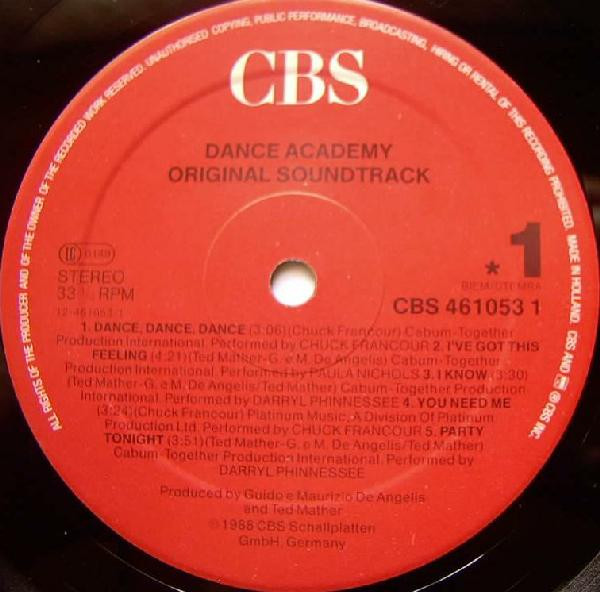 ALL RIGHTS OF THE PRODUCER AND OF THE OWNER OF THE RECORDED WORK RESERVED. UNAUTHORISED COPYING, PUBLIC PERFORMANCE, BROADCASTING, HIRING OR RENTAL OF THIS RECORDING PROHIBITED. MADE IN HOLLAND. CBS AND ℗ CBS INC.
CBS
DANCE ACADEMY
ORIGINAL SOUNDTRACK
LC 0149
STEREO
33⅓ RPM
12-461053-1
* 1
BIEM/STEMRA
CBS 461053 1
1. DANCE, DANCE, DANCE (3:06)(Chuck Francour) Cabum-Together
Production International. Performed by CHUCK FRANCOUR 2. I'VE GOT THIS
FEELING (4:21)(Ted Mather-G. e M. De Angelis) Cabum-Together
Production International. Performed by PAULA NICHOLS 3. I KNOW (3:30)
(Ted Mather-G. e M. De Angelis/Ted Mather) Cabum-Together Production
International. Performed by DARRYL PHINNESSEE 4. YOU NEED ME
(3:24)(Chuck Francour) Platinum Music, A Division Of Platinum
Production Ltd. Performed by CHUCK FRANCOUR 5. PARTY
TONIGHT (3:51)(Ted Mather-G. e M. De Angelis/Ted Mather)
Cabum-Together Production International. Performed by
DARRYL PHINNESSEE
Produced by Guido e Maurizio De Angelis
and Ted Mather
℗ 1988 CBS Schallplatten
GmbH, Germany